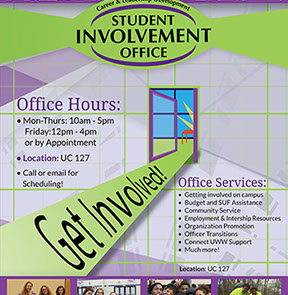 Career & Leadership Development
STUDENT
INVOLVEMENT
OFFICE
Office Hours:
• Mon-Thurs: 10am - 5pm
Friday:12pm - 4pm
or by Appointment
• Location: UC 127
• Call or email for
Scheduling!
Get Involved!
Office Services:
• Getting involved on campus
• Budget and SUF Assistance
• Community Service
• Employment & Intership Resources
• Organization Promotion
• Officer Transitions
• Connect UWW Support
• Much more!
Location: UC 127